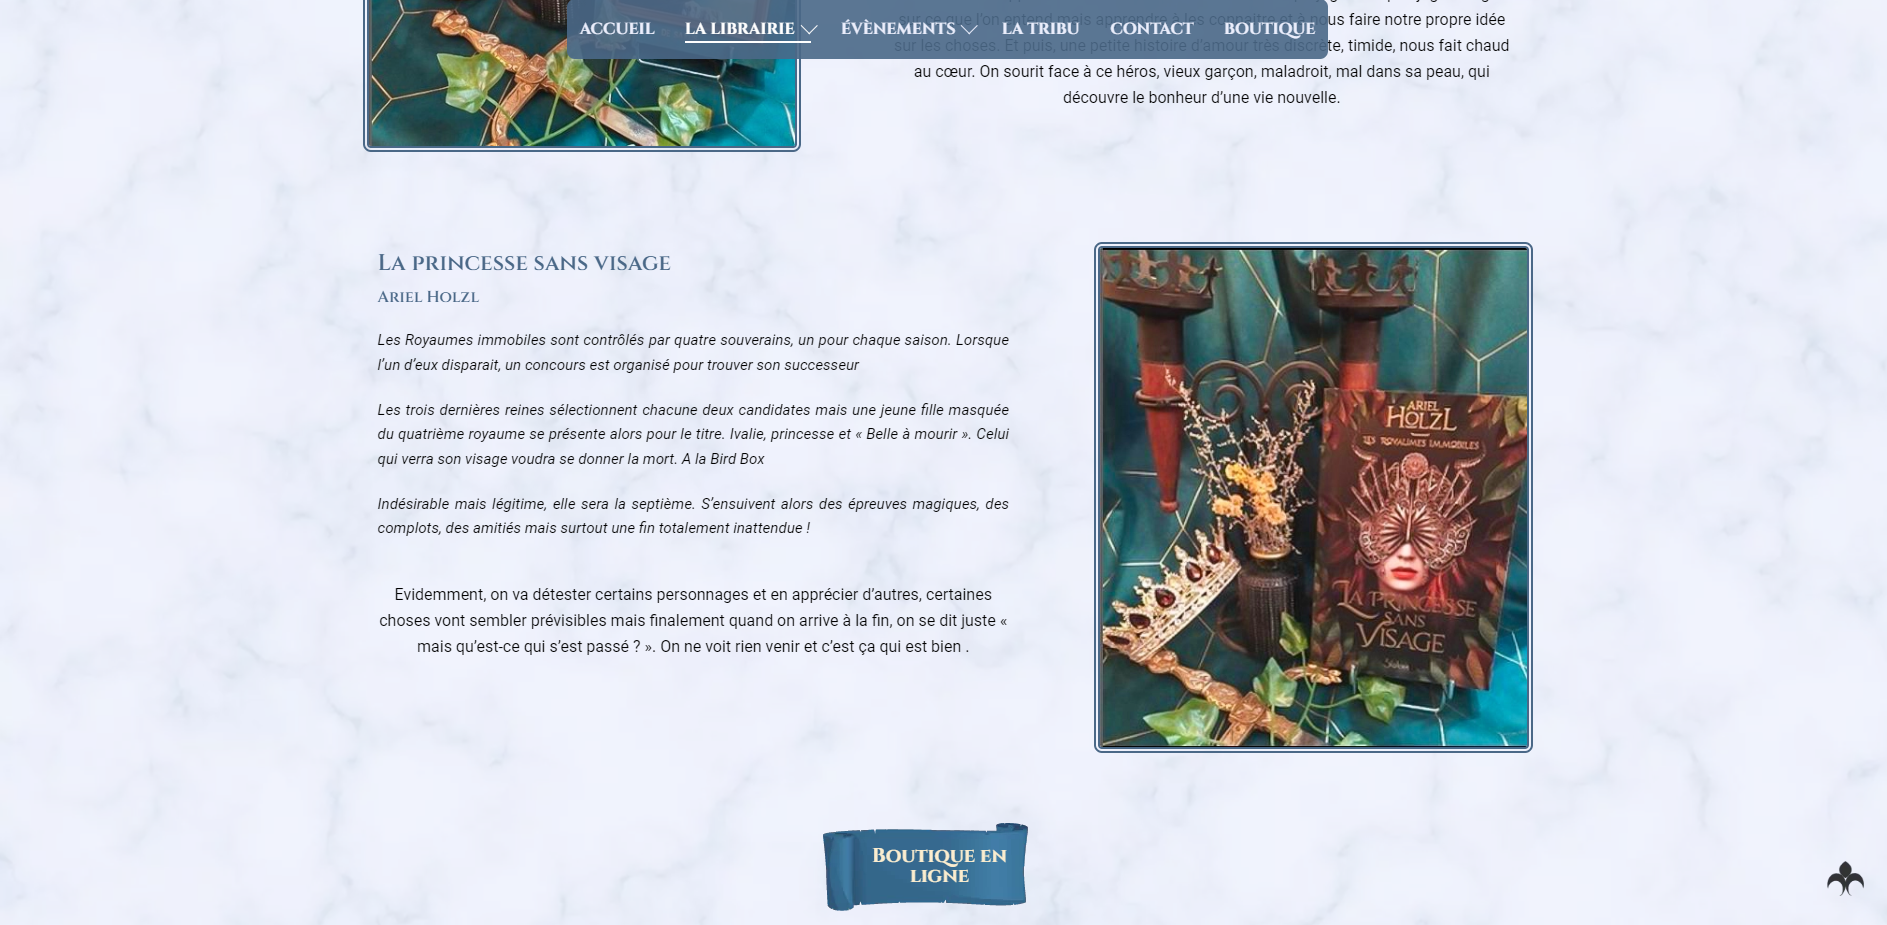 ACCUEIL LA LIBRAIRIE ÉVÈNEMENTS LA TRIBU CONTACT BOUTIQUE
sur ce que l’on entend mais apprendre à les connaitre et à nous faire notre propre idée
sur les choses. Et puis, une petite histoire d’amour très discrète, timide, nous fait chaud
au cœur. On sourit face à ce héros, vieux garçon, maladroit, mal dans sa peau, qui
découvre le bonheur d’une vie nouvelle.
La princesse sans visage
Ariel Holzl
Les Royaumes immobiles sont contrôlés par quatre souverains, un pour chaque saison. Lorsque
l’un d’eux disparait, un concours est organisé pour trouver son successeur
Les trois dernières reines sélectionnent chacune deux candidates mais une jeune fille masquée
du quatrième royaume se présente alors pour le titre. Ivalie, princesse et « Belle à mourir ». Celui
qui verra son visage voudra se donner la mort. A la Bird Box
Indésirable mais légitime, elle sera la septième. S’ensuivent alors des épreuves magiques, des
complots, des amitiés mais surtout une fin totalement inattendue !
Evidemment, on va détester certains personnages et en apprécier d’autres, certaines
choses vont sembler prévisibles mais finalement quand on arrive à la fin, on se dit juste «
mais qu’est-ce qui s’est passé ? ». On ne voit rien venir et c’est ça qui est bien .
ARIEL
HOLZL
LES ROYAUMES IMMOBILES
LA PRINCESSE
SANS
VISAGE
Boutique en
ligne